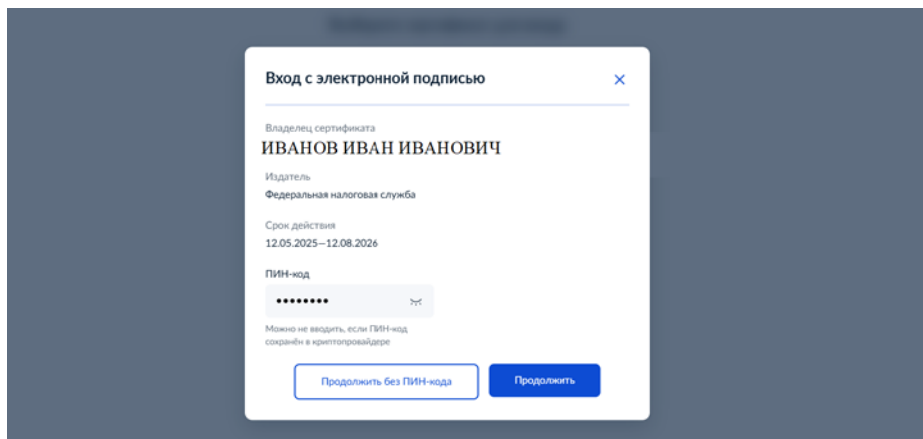 Вход с электронной подписью
Владелец сертификата
ИВАНОВ ИВАН ИВАНОВИЧ
Издатель
Федеральная налоговая служба
Срок действия
12.05.2025—12.08.2026
ПИН-код
••••••••
Можно не вводить, если ПИН-код
сохранён в криптопровайдере
Продолжить без ПИН-кода
Продолжить